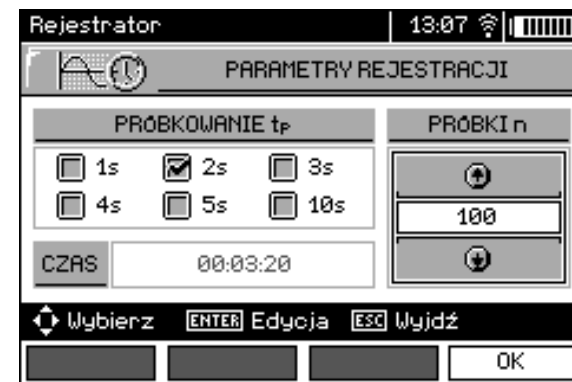 Rejestrator 13:07
PARAMETRY REJESTRACJI
PRÓBKOWANIE tP PRÓBKI n
1s 2s 3s
4s 5s 10s
100
CZAS 00:03:20
Wybierz ENTER Edycja ESC Wyjdź
OK